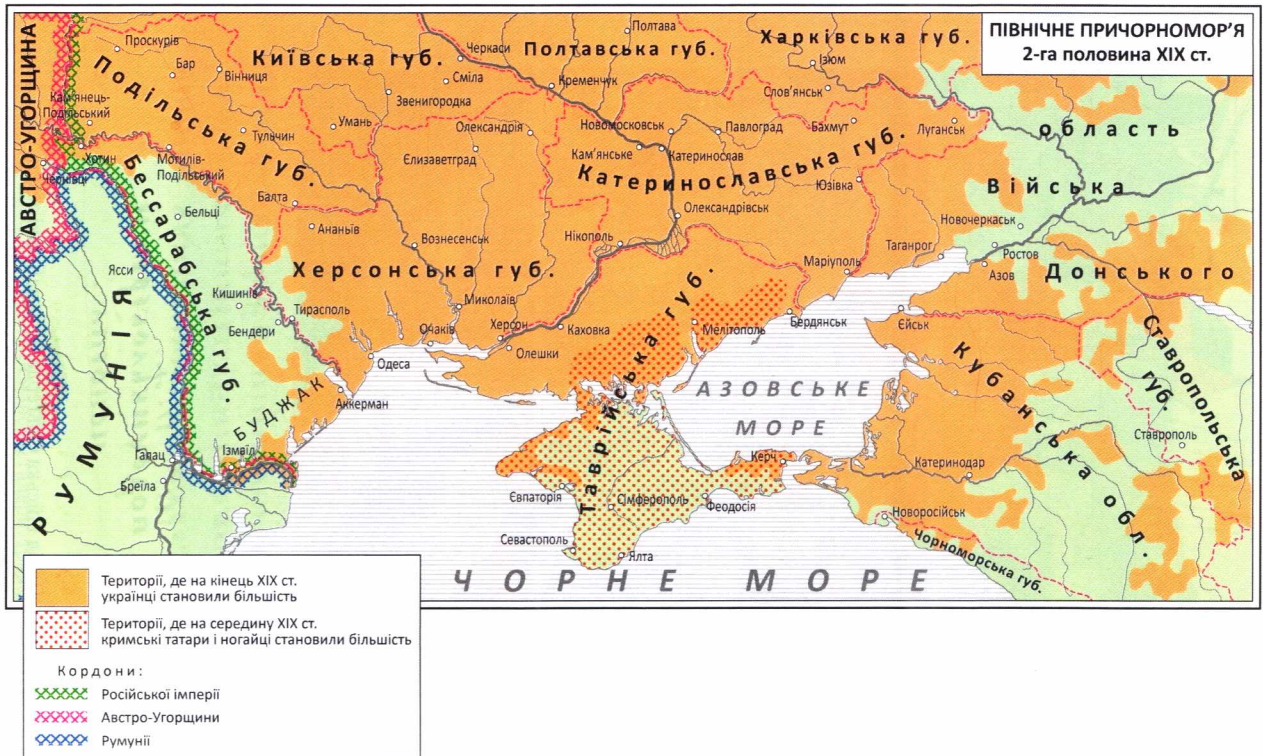 ПІВНІЧНЕ ПРИЧОРНОМОР'Я
2-га половина XIX ст.
АВСТРО-УГОРЩИНА
РУМУНІЯ
Подільська губ.
Київська губ.
Полтавська губ.
Харківська губ.
Бессарабська губ.
Херсонська губ.
Катеринославська губ.
Таврійська губ.
область
Війська
Донського
Кубанська обл.
Ставропольська
губ.
Чорноморська губ.
БУДЖАК
АЗОВСЬКЕ
МОРЕ
ЧОРНЕ МОРЕ
Проскурів
Бар
Вінниця
Кам'янець-
Подільський
Хотин
Чернівці
Могилів-
Подільський
Тульчин
Умань
Звенигородка
Сміла
Черкаси
Полтава
Кременчук
Ізюм
Слов'янськ
Бахмут
Луганськ
Олександрія
Єлизаветград
Новомосковськ
Павлоград
Кам'янське
Катеринослав
Юзівка
Балта
Бельці
Ананьїв
Вознесенськ
Нікополь
Олександрівськ
Новочеркаськ
Таганрог
Ростов
Азов
Маріуполь
Ясси
Кишинів
Тирасполь
Бендери
Миколаїв
Очаків
Херсон
Каховка
Олешки
Мелітополь
Бердянськ
Єйськ
Одеса
Аккерман
Ізмаїл
Галац
Бреїла
Керч
Катеринодар
Ставрополь
Євпаторія
Сімферополь
Феодосія
Новоросійськ
Севастополь
Ялта
Території, де на кінець XIX ст.
українці становили більшість
Території, де на середину XIX ст.
кримські татари і ногайці становили більшість
Кордони:
Російської імперії
Австро-Угорщини
Румунії